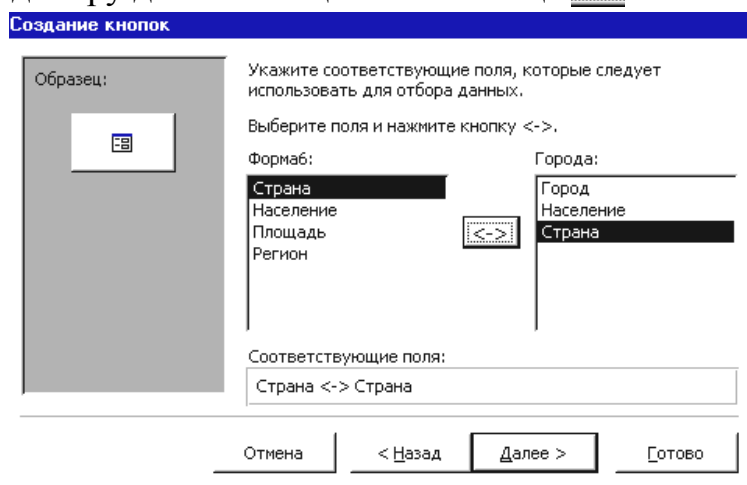 Создание кнопок
Образец:
Укажите соответствующие поля, которые следует
использовать для отбора данных.
Выберите поля и нажмите кнопку <->.
Форма6:
Города:
Страна
Население
Площадь
Регион
<->
Город
Население
Страна
Соответствующие поля:
Страна <-> Страна
Отмена
< Назад
Далее >
Готово